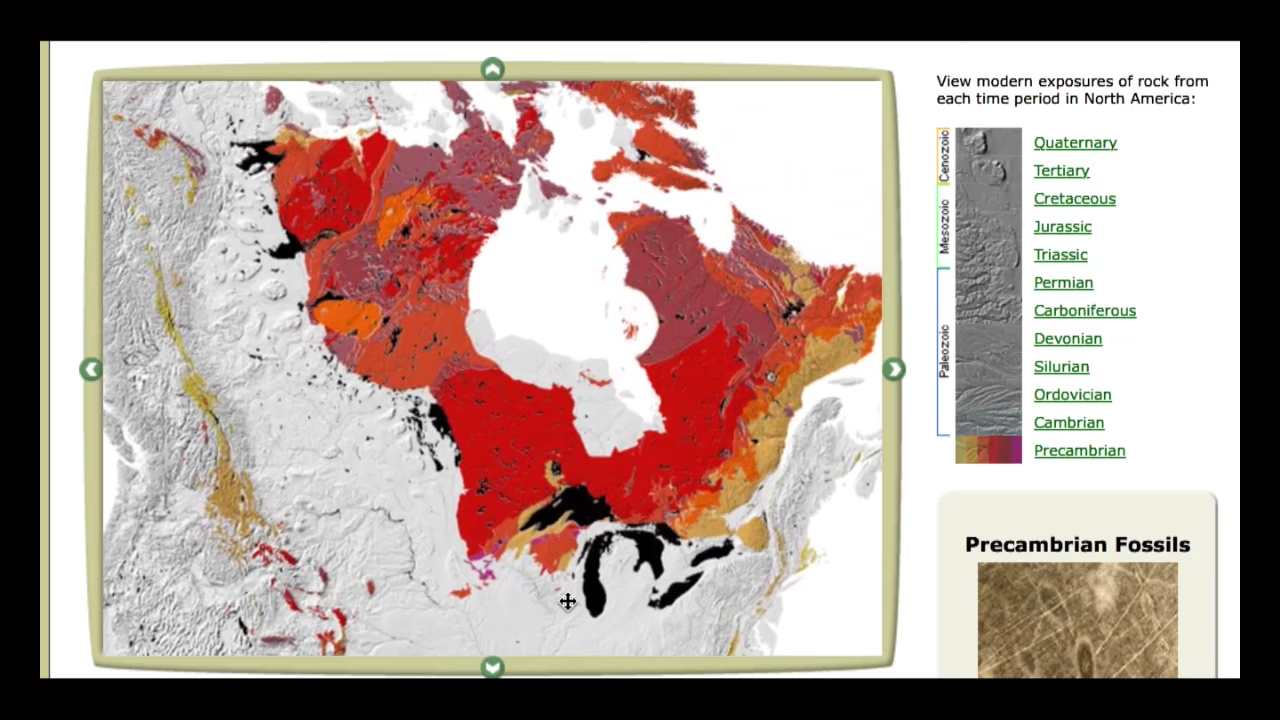 View modern exposures of rock from
each time period in North America:
Cenozoic
Mesozoic
Paleozoic
Quaternary
Tertiary
Cretaceous
Jurassic
Triassic
Permian
Carboniferous
Devonian
Silurian
Ordovician
Cambrian
Precambrian
Precambrian Fossils